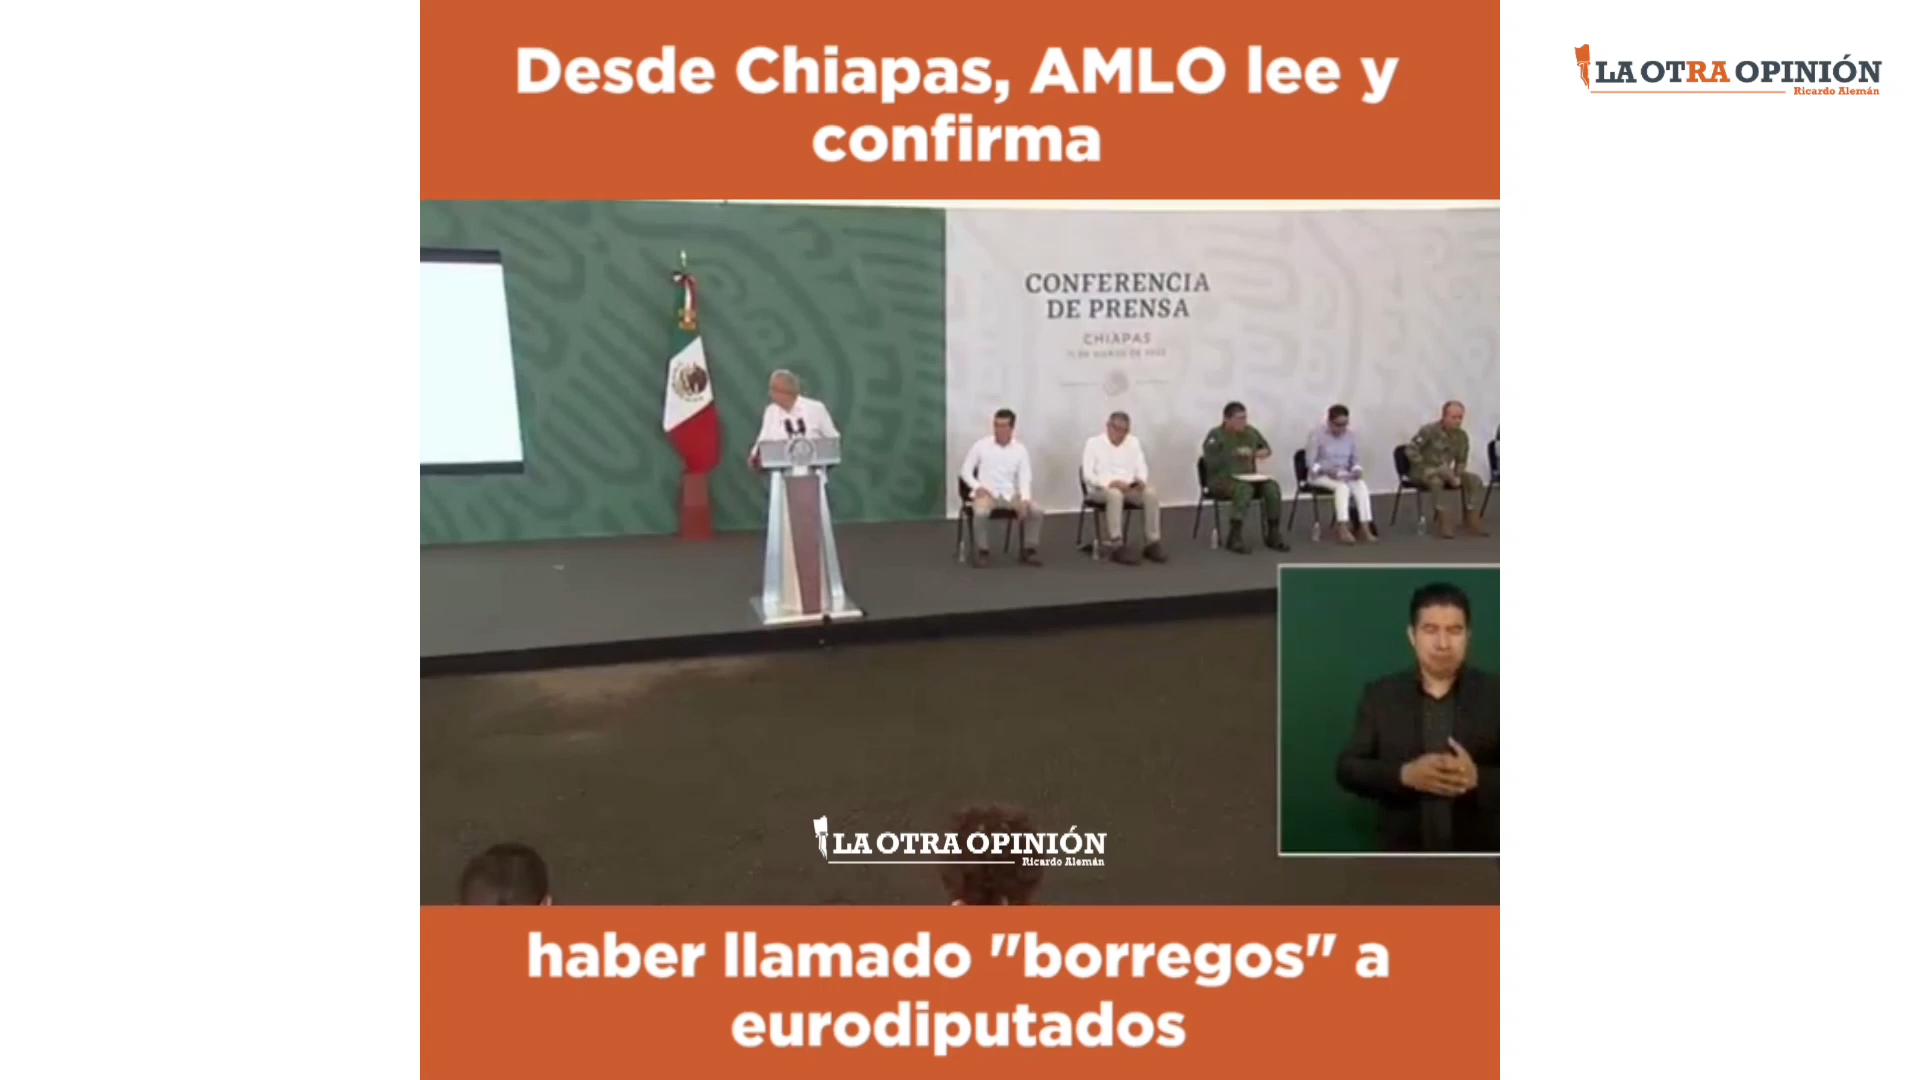 Desde Chiapas, AMLO lee y
confirma
LA OTRA OPINIÓN
Ricardo Alemán
CONFERENCIA
DE PRENSA
CHIAPAS
LA OTRA OPINIÓN
Ricardo Alemán
haber llamado "borregos" a
eurodiputados